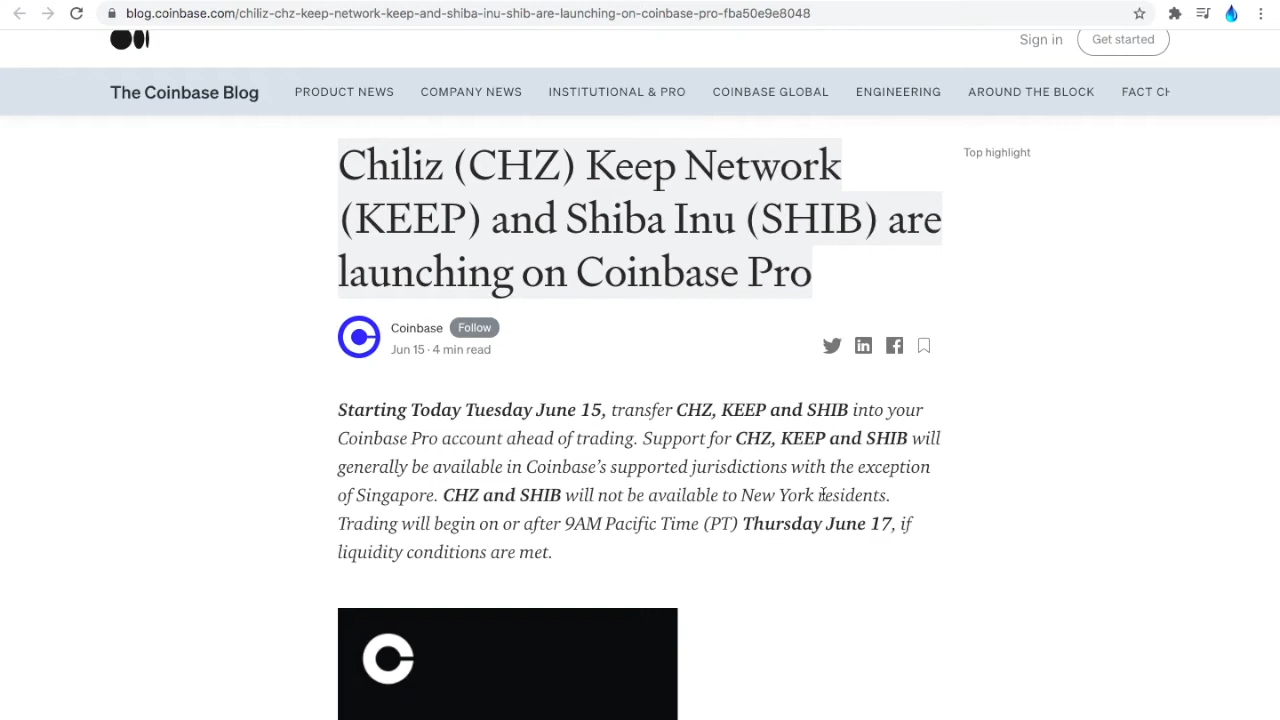 blog.coinbase.com/chiliz-chz-keep-network-keep-and-shiba-inu-shib-are-launching-on-coinbase-pro-fba50e9e8048
Sign in
Get started
The Coinbase Blog
PRODUCT NEWS
COMPANY NEWS
INSTITUTIONAL & PRO
COINBASE GLOBAL
ENGINEERING
AROUND THE BLOCK
FACT CH
Chiliz (CHZ) Keep Network
(KEEP) and Shiba Inu (SHIB) are
launching on Coinbase Pro
Top highlight
Coinbase
Follow
Jun 15 · 4 min read
Starting Today Tuesday June 15, transfer CHZ, KEEP and SHIB into your
Coinbase Pro account ahead of trading. Support for CHZ, KEEP and SHIB will
generally be available in Coinbase’s supported jurisdictions with the exception
of Singapore. CHZ and SHIB will not be available to New York residents.
Trading will begin on or after 9AM Pacific Time (PT) Thursday June 17, if
liquidity conditions are met.